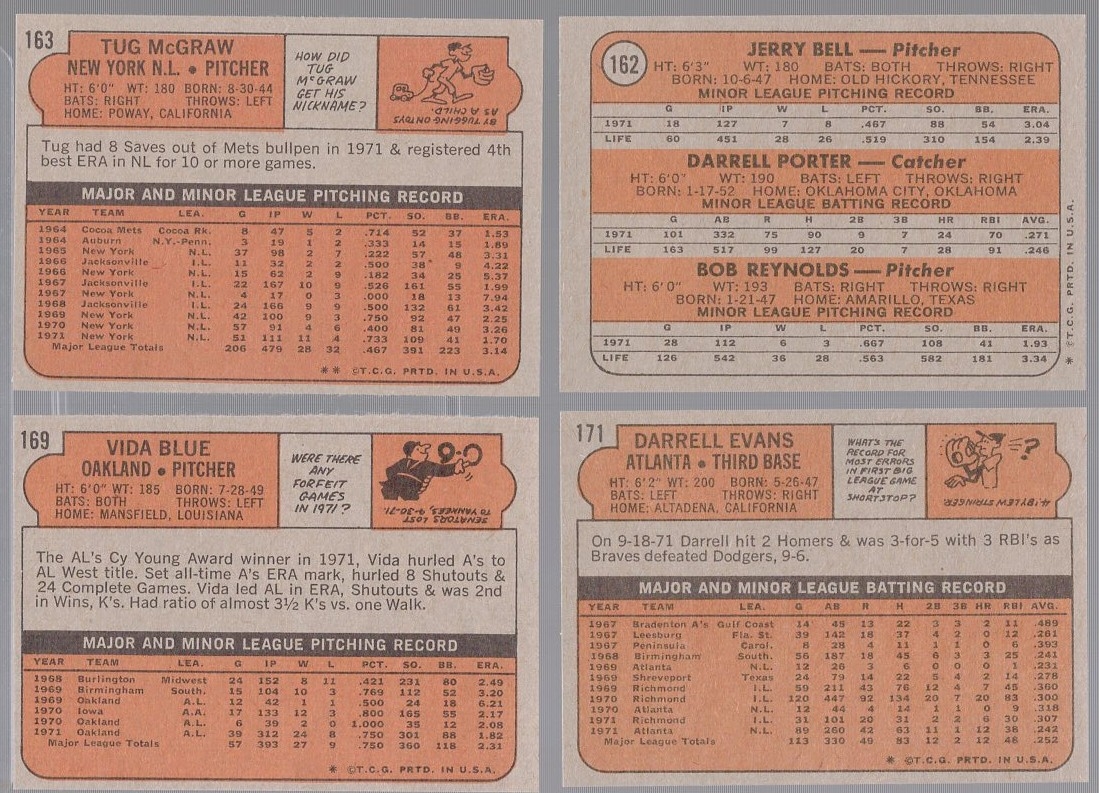 163
TUG McGRAW
NEW YORK N.L. • PITCHER
HT: 6'0" WT: 180 BORN: 8-30-44
BATS: RIGHT THROWS: LEFT
HOME: POWAY, CALIFORNIA
HOW DID
TUG
McGRAW
GET HIS
NICKNAME?
BY TUGGING ON TOYS
AS A CHILD.
Tug had 8 Saves out of Mets bullpen in 1971 & registered 4th
best ERA in NL for 10 or more games.
MAJOR AND MINOR LEAGUE PITCHING RECORD
YEAR TEAM LEA. G IP W L PCT. SO. BB. ERA.
1964 Cocoa Mets Cocoa Rk. 8 47 5 2 .714 52 37 1.53
1964 Auburn N.Y.-Penn. 3 19 1 2 .333 14 15 1.89
1965 New York N.L. 37 98 2 7 .222 57 48 3.31
1966 Jacksonville I.L. 11 32 2 2 .500 38 9 4.22
1966 New York N.L. 15 62 2 9 .182 34 25 5.37
1967 Jacksonville I.L. 22 167 10 9 .526 161 55 1.99
1967 New York N.L. 4 17 0 3 .000 18 13 7.94
1968 Jacksonville I.L. 24 166 9 9 .500 132 61 3.42
1969 New York N.L. 42 100 9 3 .750 92 47 2.25
1970 New York N.L. 57 91 4 6 .400 81 49 3.26
1971 New York N.L. 51 111 11 4 .733 109 41 1.70
Major League Totals 206 479 28 32 .467 391 223 3.14
** ©T.C.G. PRTD. IN U.S.A.
162
JERRY BELL — Pitcher
HT: 6'3" WT: 180 BATS: BOTH THROWS: RIGHT
BORN: 10-6-47 HOME: OLD HICKORY, TENNESSEE
MINOR LEAGUE PITCHING RECORD
G IP W L PCT. SO. BB. ERA.
1971 18 127 7 8 .467 88 54 3.04
LIFE 60 451 28 26 .519 310 154 2.39
DARRELL PORTER — Catcher
HT: 6'0" WT: 190 BATS: LEFT THROWS: RIGHT
BORN: 1-17-52 HOME: OKLAHOMA CITY, OKLAHOMA
MINOR LEAGUE BATTING RECORD
G AB R H 2B 3B HR RBI AVG.
1971 101 332 75 90 9 7 24 70 .271
LIFE 163 517 99 127 20 7 28 91 .246
BOB REYNOLDS — Pitcher
HT: 6'0" WT: 193 BATS: RIGHT THROWS: RIGHT
BORN: 1-21-47 HOME: AMARILLO, TEXAS
MINOR LEAGUE PITCHING RECORD
G IP W L PCT. SO. BB. ERA.
1971 28 112 6 3 .667 108 41 1.93
LIFE 126 542 36 28 .563 582 181 3.34
* ©T.C.G. PRTD. IN U.S.A.
169
VIDA BLUE
OAKLAND • PITCHER
HT: 6'0" WT: 185 BORN: 7-28-49
BATS: BOTH THROWS: LEFT
HOME: MANSFIELD, LOUISIANA
WERE THERE
ANY
FORFEIT
GAMES
IN 1971?
9-0
SENATORS LOST
TO YANKEES, 9-30-71.
The AL's Cy Young Award winner in 1971, Vida hurled A's to
AL West title. Set all-time A's ERA mark, hurled 8 Shutouts &
24 Complete Games. Vida led AL in ERA, Shutouts & was 2nd
in Wins, K's. Had ratio of almost 3½ K's vs. one Walk.
MAJOR AND MINOR LEAGUE PITCHING RECORD
YEAR TEAM LEA. G IP W L PCT. SO. BB. ERA.
1968 Burlington Midwest 24 152 8 11 .421 231 80 2.49
1969 Birmingham South. 15 104 10 3 .769 112 52 3.20
1969 Oakland A.L. 12 42 1 1 .500 24 18 6.21
1970 Iowa A.A. 17 133 12 3 .800 165 55 2.17
1970 Oakland A.L. 6 39 2 0 1.000 35 12 2.08
1971 Oakland A.L. 39 312 24 8 .750 301 88 1.82
Major League Totals 57 393 27 9 .750 360 118 2.31
* ©T.C.G. PRTD. IN U.S.A.
171
DARRELL EVANS
ATLANTA • THIRD BASE
HT: 6'2" WT: 200 BORN: 5-26-47
BATS: LEFT THROWS: RIGHT
HOME: ALTADENA, CALIFORNIA
WHAT'S THE
RECORD FOR
MOST ERRORS
IN FIRST BIG
LEAGUE GAME
AT
SHORTSTOP?
?
4, BY LEW STRINGER
On 9-18-71 Darrell hit 2 Homers & was 3-for-5 with 3 RBI's as
Braves defeated Dodgers, 9-6.
MAJOR AND MINOR LEAGUE BATTING RECORD
YEAR TEAM LEA. G AB R H 2B 3B HR RBI AVG.
1967 Bradenton A's Gulf Coast 14 45 13 22 3 3 2 11 .489
1967 Leesburg Fla. St. 39 142 18 37 4 2 0 12 .261
1967 Peninsula Carol. 8 28 4 11 1 1 0 6 .393
1968 Birmingham South. 56 187 18 45 6 3 3 25 .241
1969 Atlanta N.L. 12 26 3 6 0 0 0 1 .231
1969 Shreveport Texas 24 79 14 22 5 4 2 14 .278
1969 Richmond I.L. 59 211 43 76 12 4 7 45 .360
1970 Richmond I.L. 120 447 92 134 20 7 20 83 .300
1970 Atlanta N.L. 12 44 4 14 1 1 0 9 .318
1971 Richmond I.L. 31 101 20 31 2 2 6 30 .307
1971 Atlanta N.L. 89 260 42 63 11 1 12 38 .242
Major League Totals 113 330 49 83 12 2 12 48 .252
* ©T.C.G. PRTD. IN U.S.A.